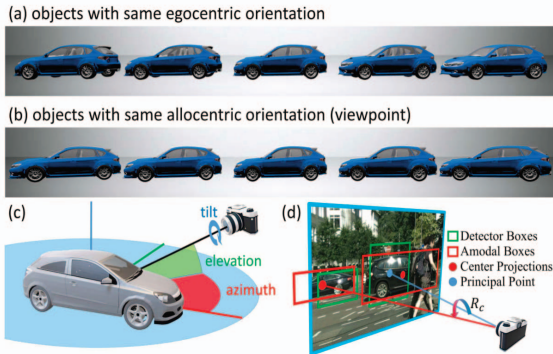 (a) objects with same egocentric orientation
(b) objects with same allocentric orientation (viewpoint)
(c)
tilt
elevation
azimuth
(d)
Detector Boxes
Amodal Boxes
Center Projections
Principal Point
R_c